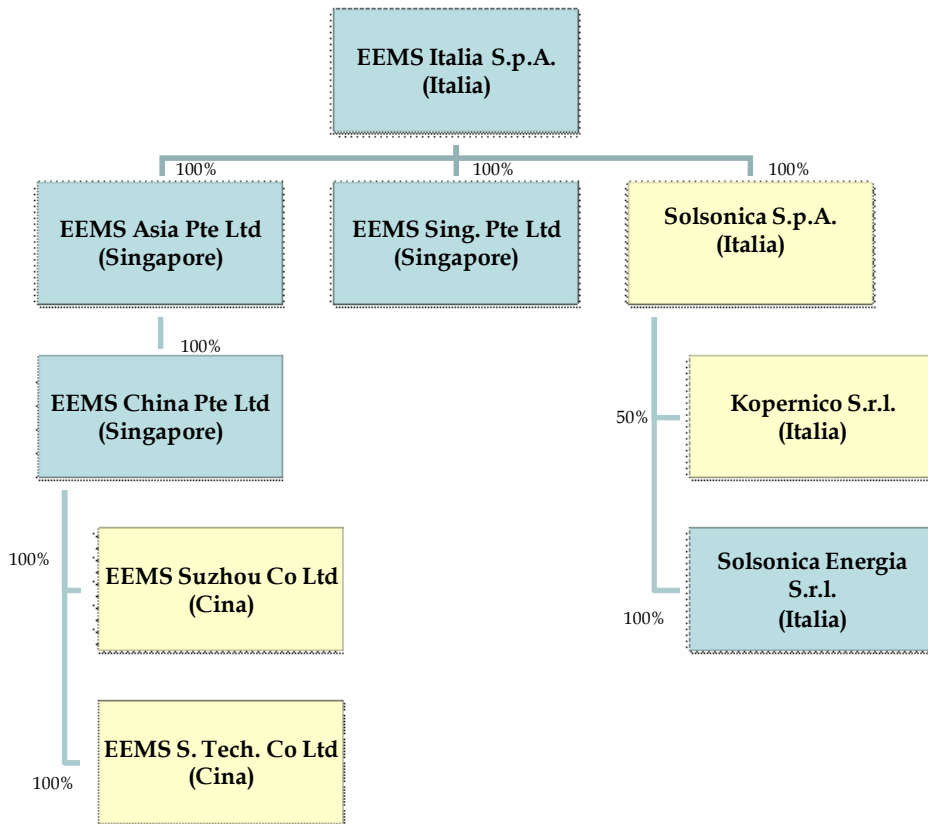 EEMS Italia S.p.A.
(Italia)
100%
100%
100%
EEMS Asia Pte Ltd
(Singapore)
EEMS Sing. Pte Ltd
(Singapore)
Solsonica S.p.A.
(Italia)
100%
EEMS China Pte Ltd
(Singapore)
50%
Kopernico S.r.l.
(Italia)
100%
EEMS Suzhou Co Ltd
(Cina)
Solsonica Energia
S.r.l.
(Italia)
100%
EEMS S. Tech. Co Ltd
(Cina)
100%